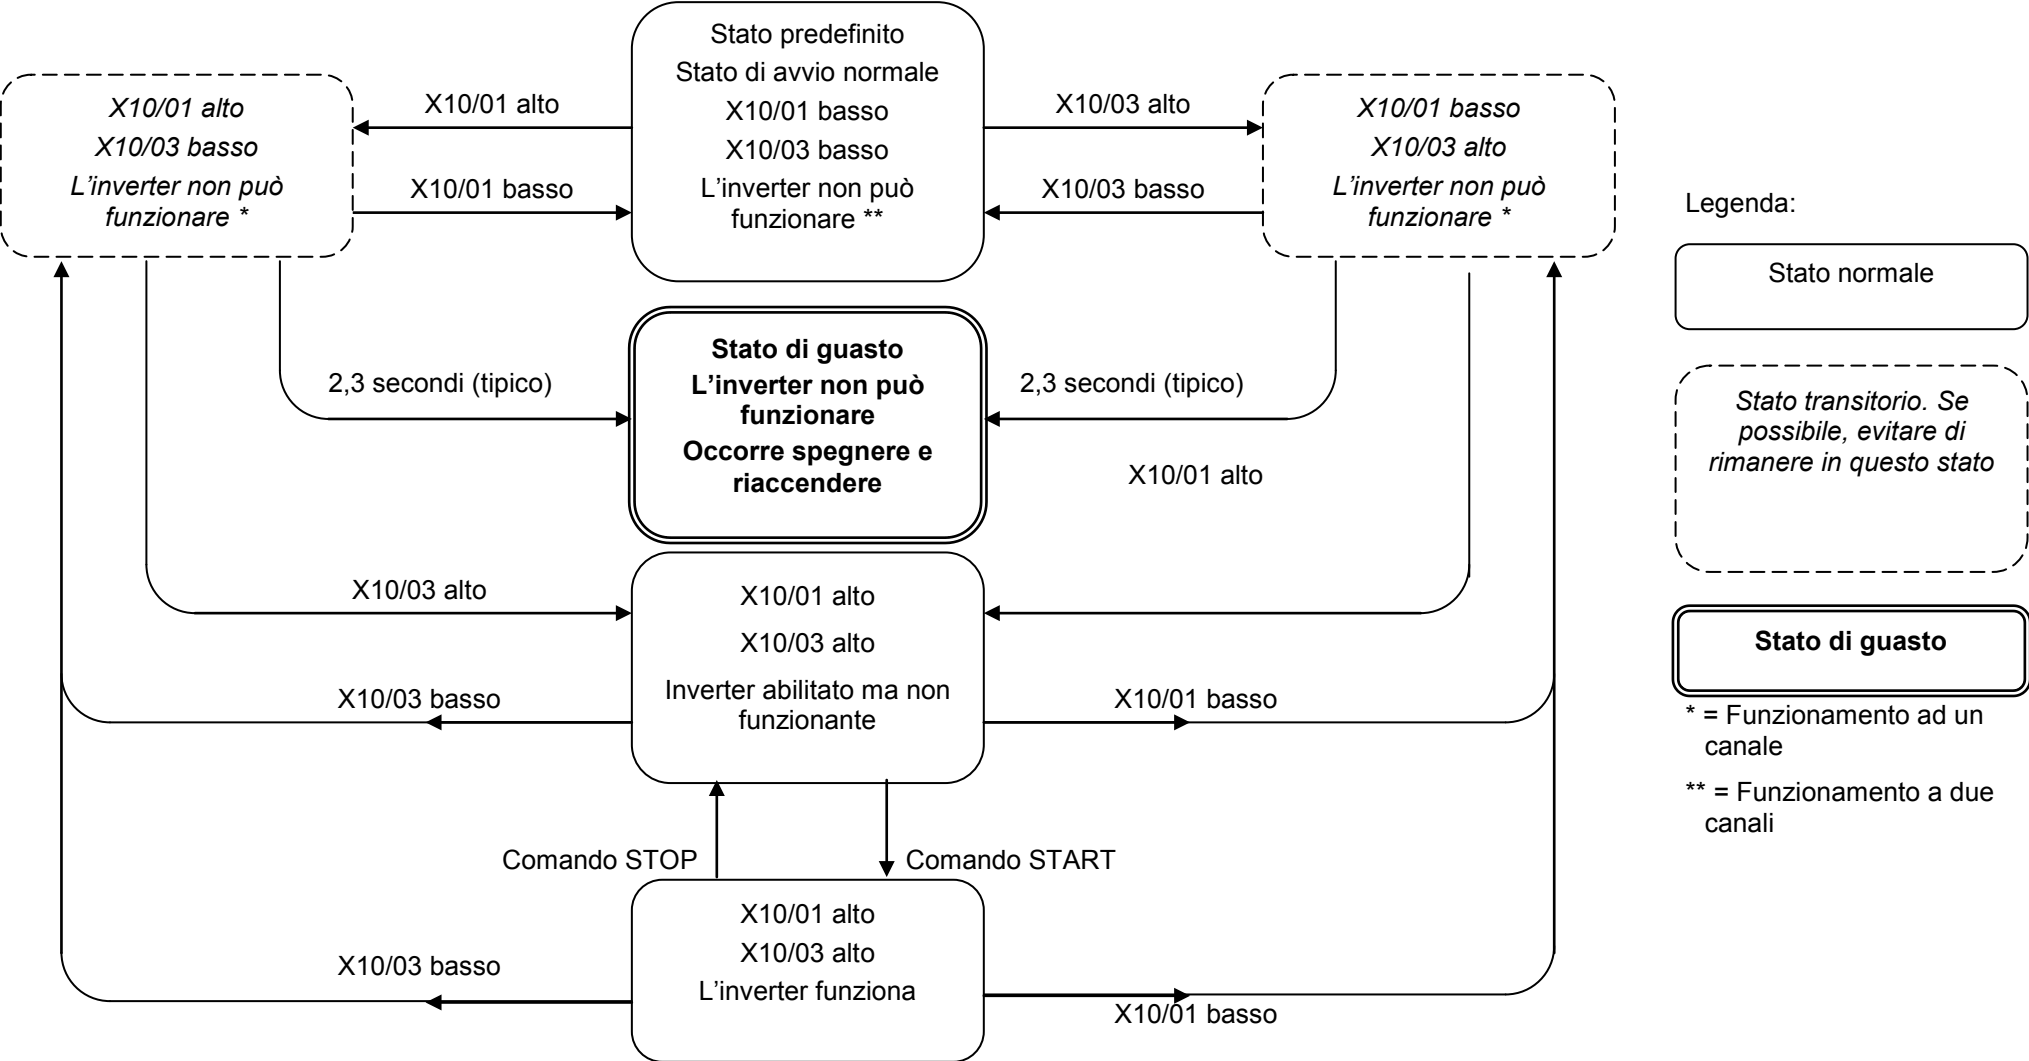 Stato predefinito
Stato di avvio normale
X10/01 basso
X10/03 basso
L'inverter non può
funzionare **
X10/01 alto
X10/03 basso
L'inverter non può
funzionare *
X10/01 alto
X10/01 basso
X10/03 alto
X10/03 basso
X10/01 basso
X10/03 alto
L'inverter non può
funzionare *
Stato di guasto
L'inverter non può
funzionare
Occorre spegnere e
riaccendere
2,3 secondi (tipico)
2,3 secondi (tipico)
X10/01 alto
X10/03 alto
X10/01 alto
X10/03 alto
Inverter abilitato ma non
funzionante
X10/03 basso
X10/01 basso
Comando STOP
Comando START
X10/01 alto
X10/03 alto
L'inverter funziona
X10/03 basso
X10/01 basso
Legenda:
Stato normale
Stato transitorio. Se
possibile, evitare di
rimanere in questo stato
Stato di guasto
* = Funzionamento ad un
canale
** = Funzionamento a due
canali